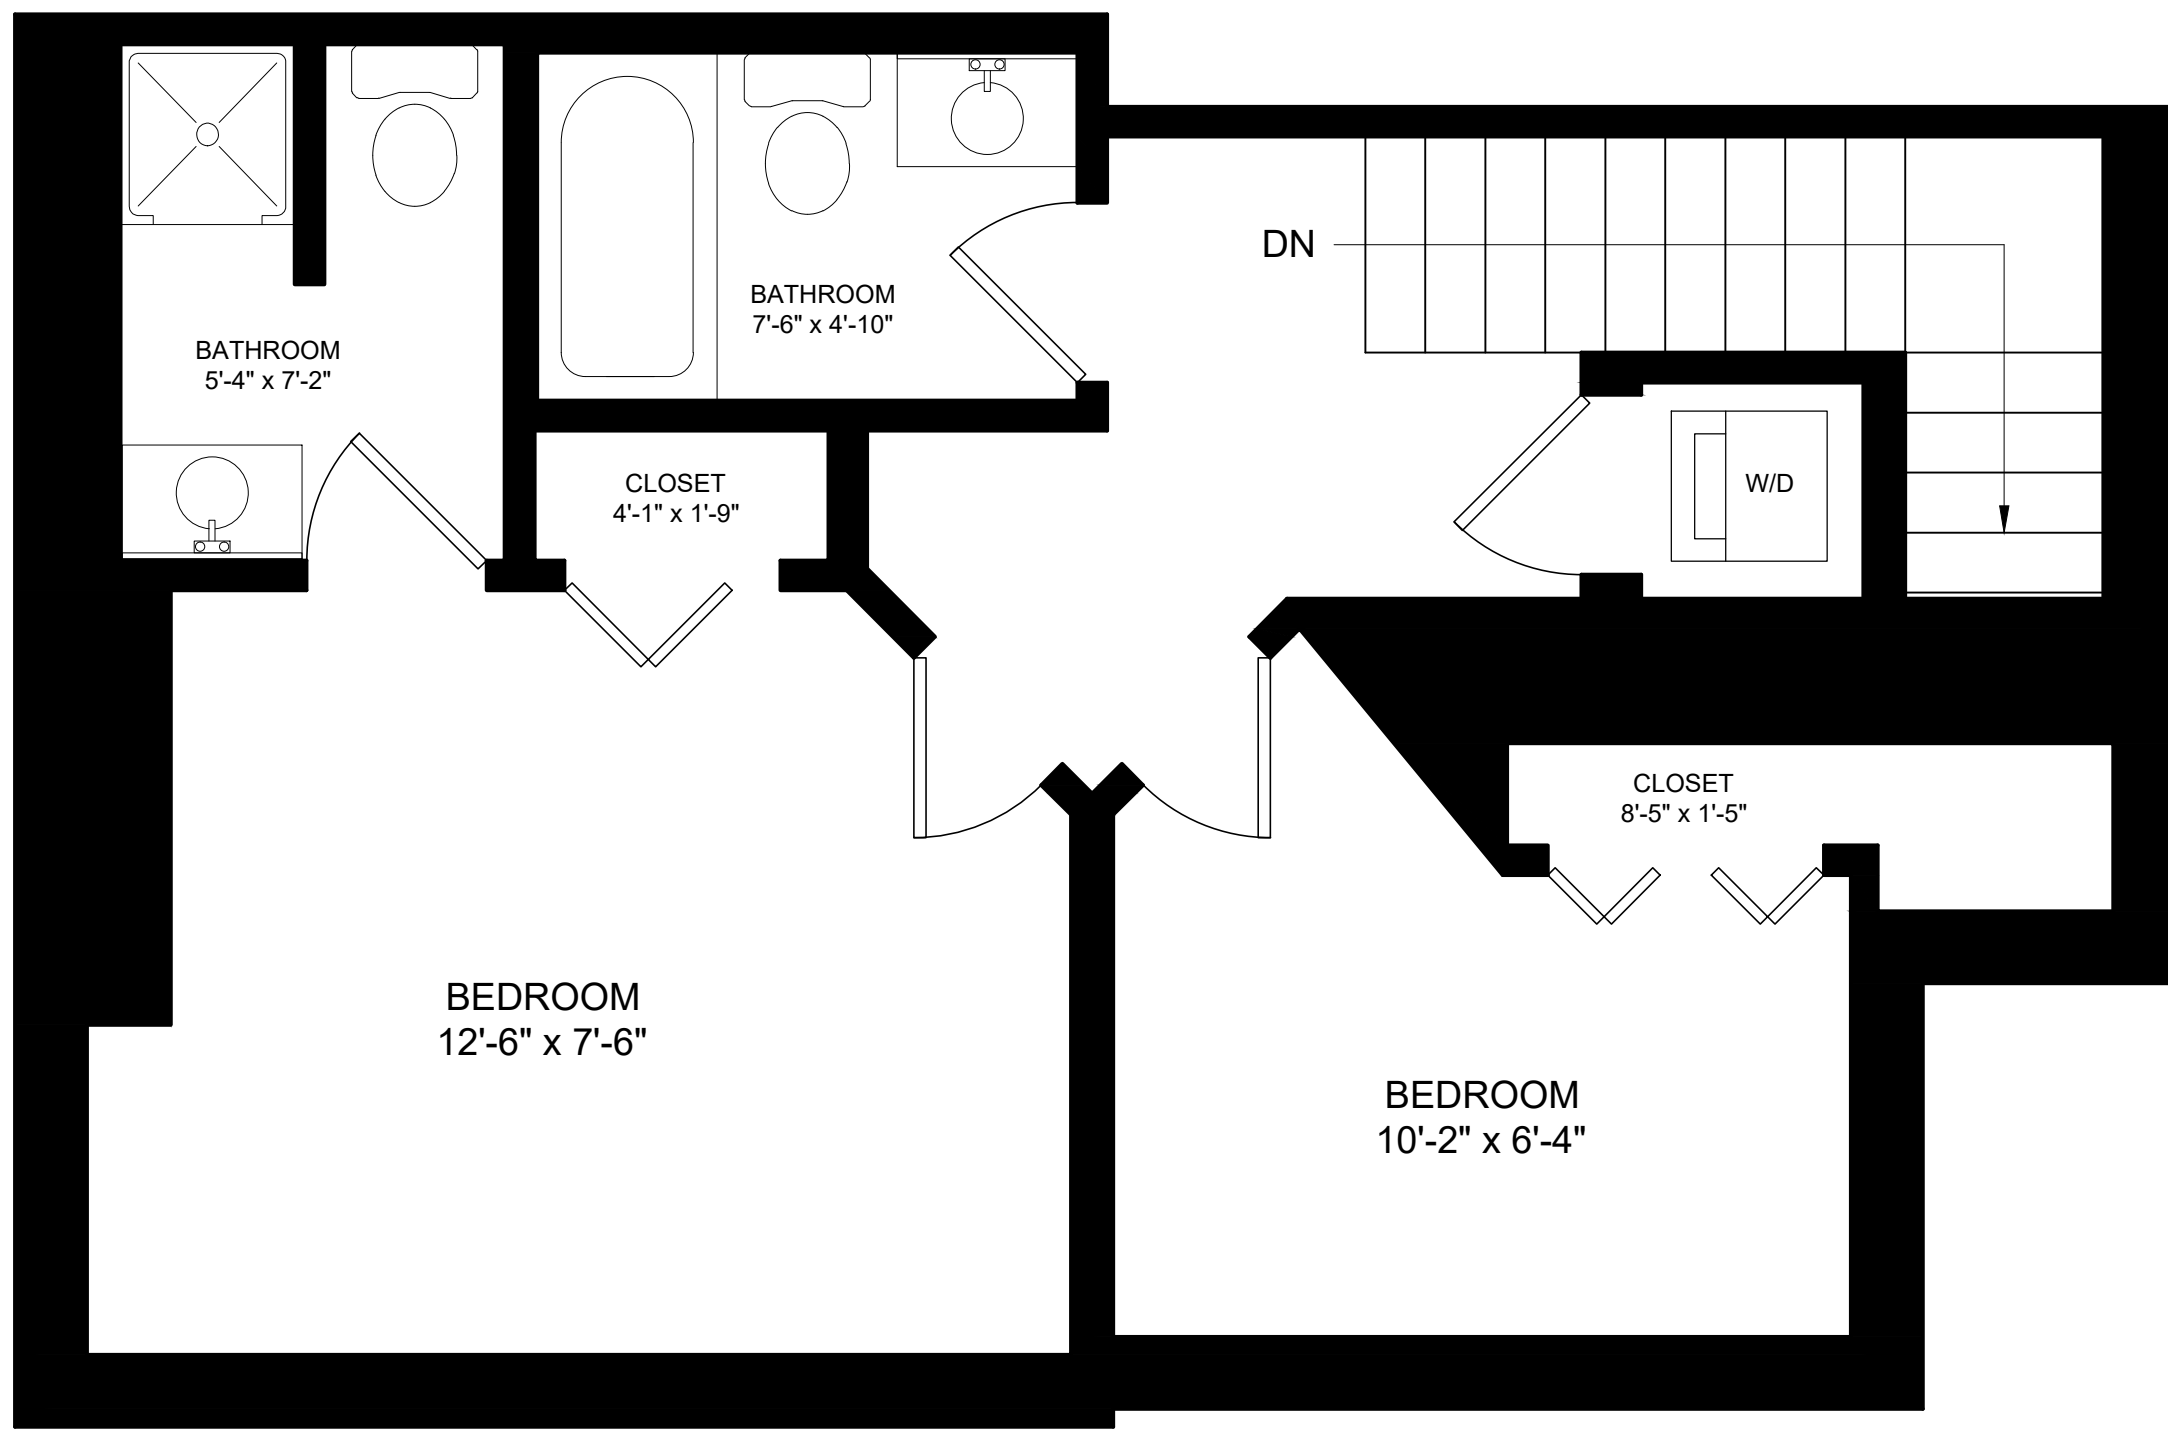 DN
BATHROOM
7'-6" x 4'-10"
BATHROOM
5'-4" x 7'-2"
CLOSET
4'-1" x 1'-9"
W/D
CLOSET
8'-5" x 1'-5"
BEDROOM
12'-6" x 7'-6"
BEDROOM
10'-2" x 6'-4"